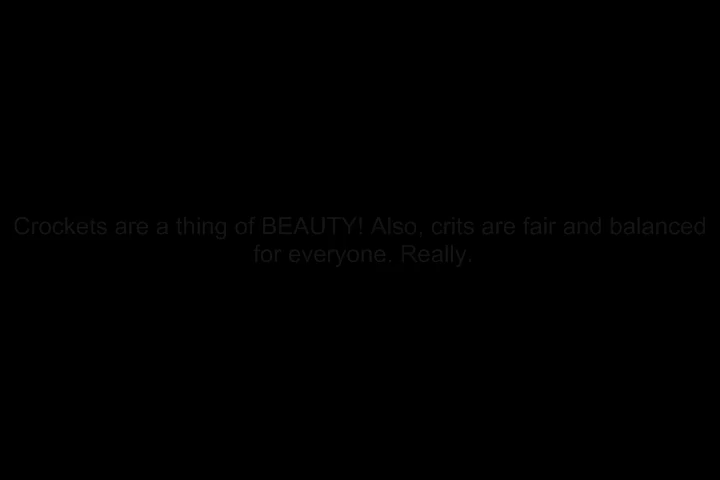 Crockets are a thing of BEAUTY! Also, crits are fair and balanced
for everyone. Really.